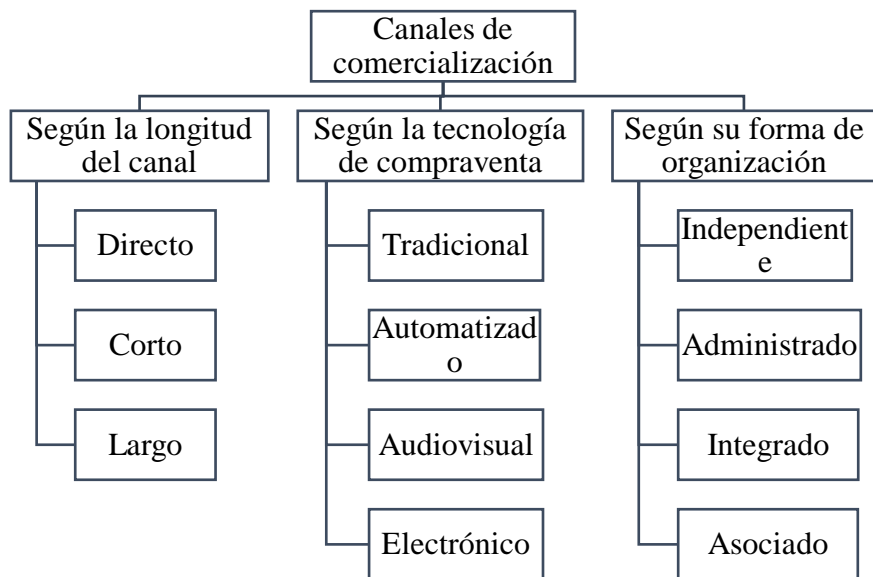 Canales de
comercialización
Según la longitud
del canal
Directo
Corto
Largo
Según la tecnología
de compraventa
Tradicional
Automatizad
o
Audiovisual
Electrónico
Según su forma de
organización
Independient
e
Administrado
Integrado
Asociado